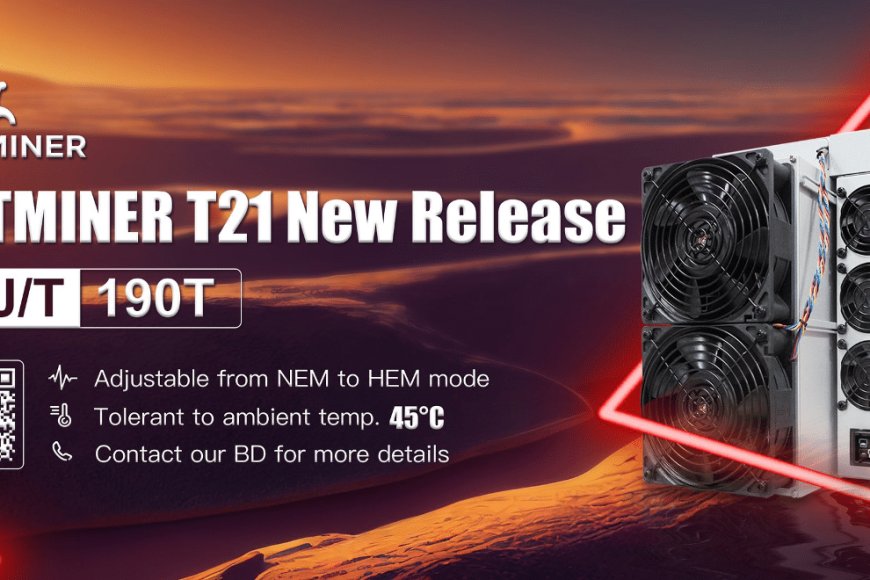 MINER
TMINER T21 New Release
J/T 190T
Adjustable from NEM to HEM mode
Tolerant to ambient temp. 45°C
Contact our BD for more details